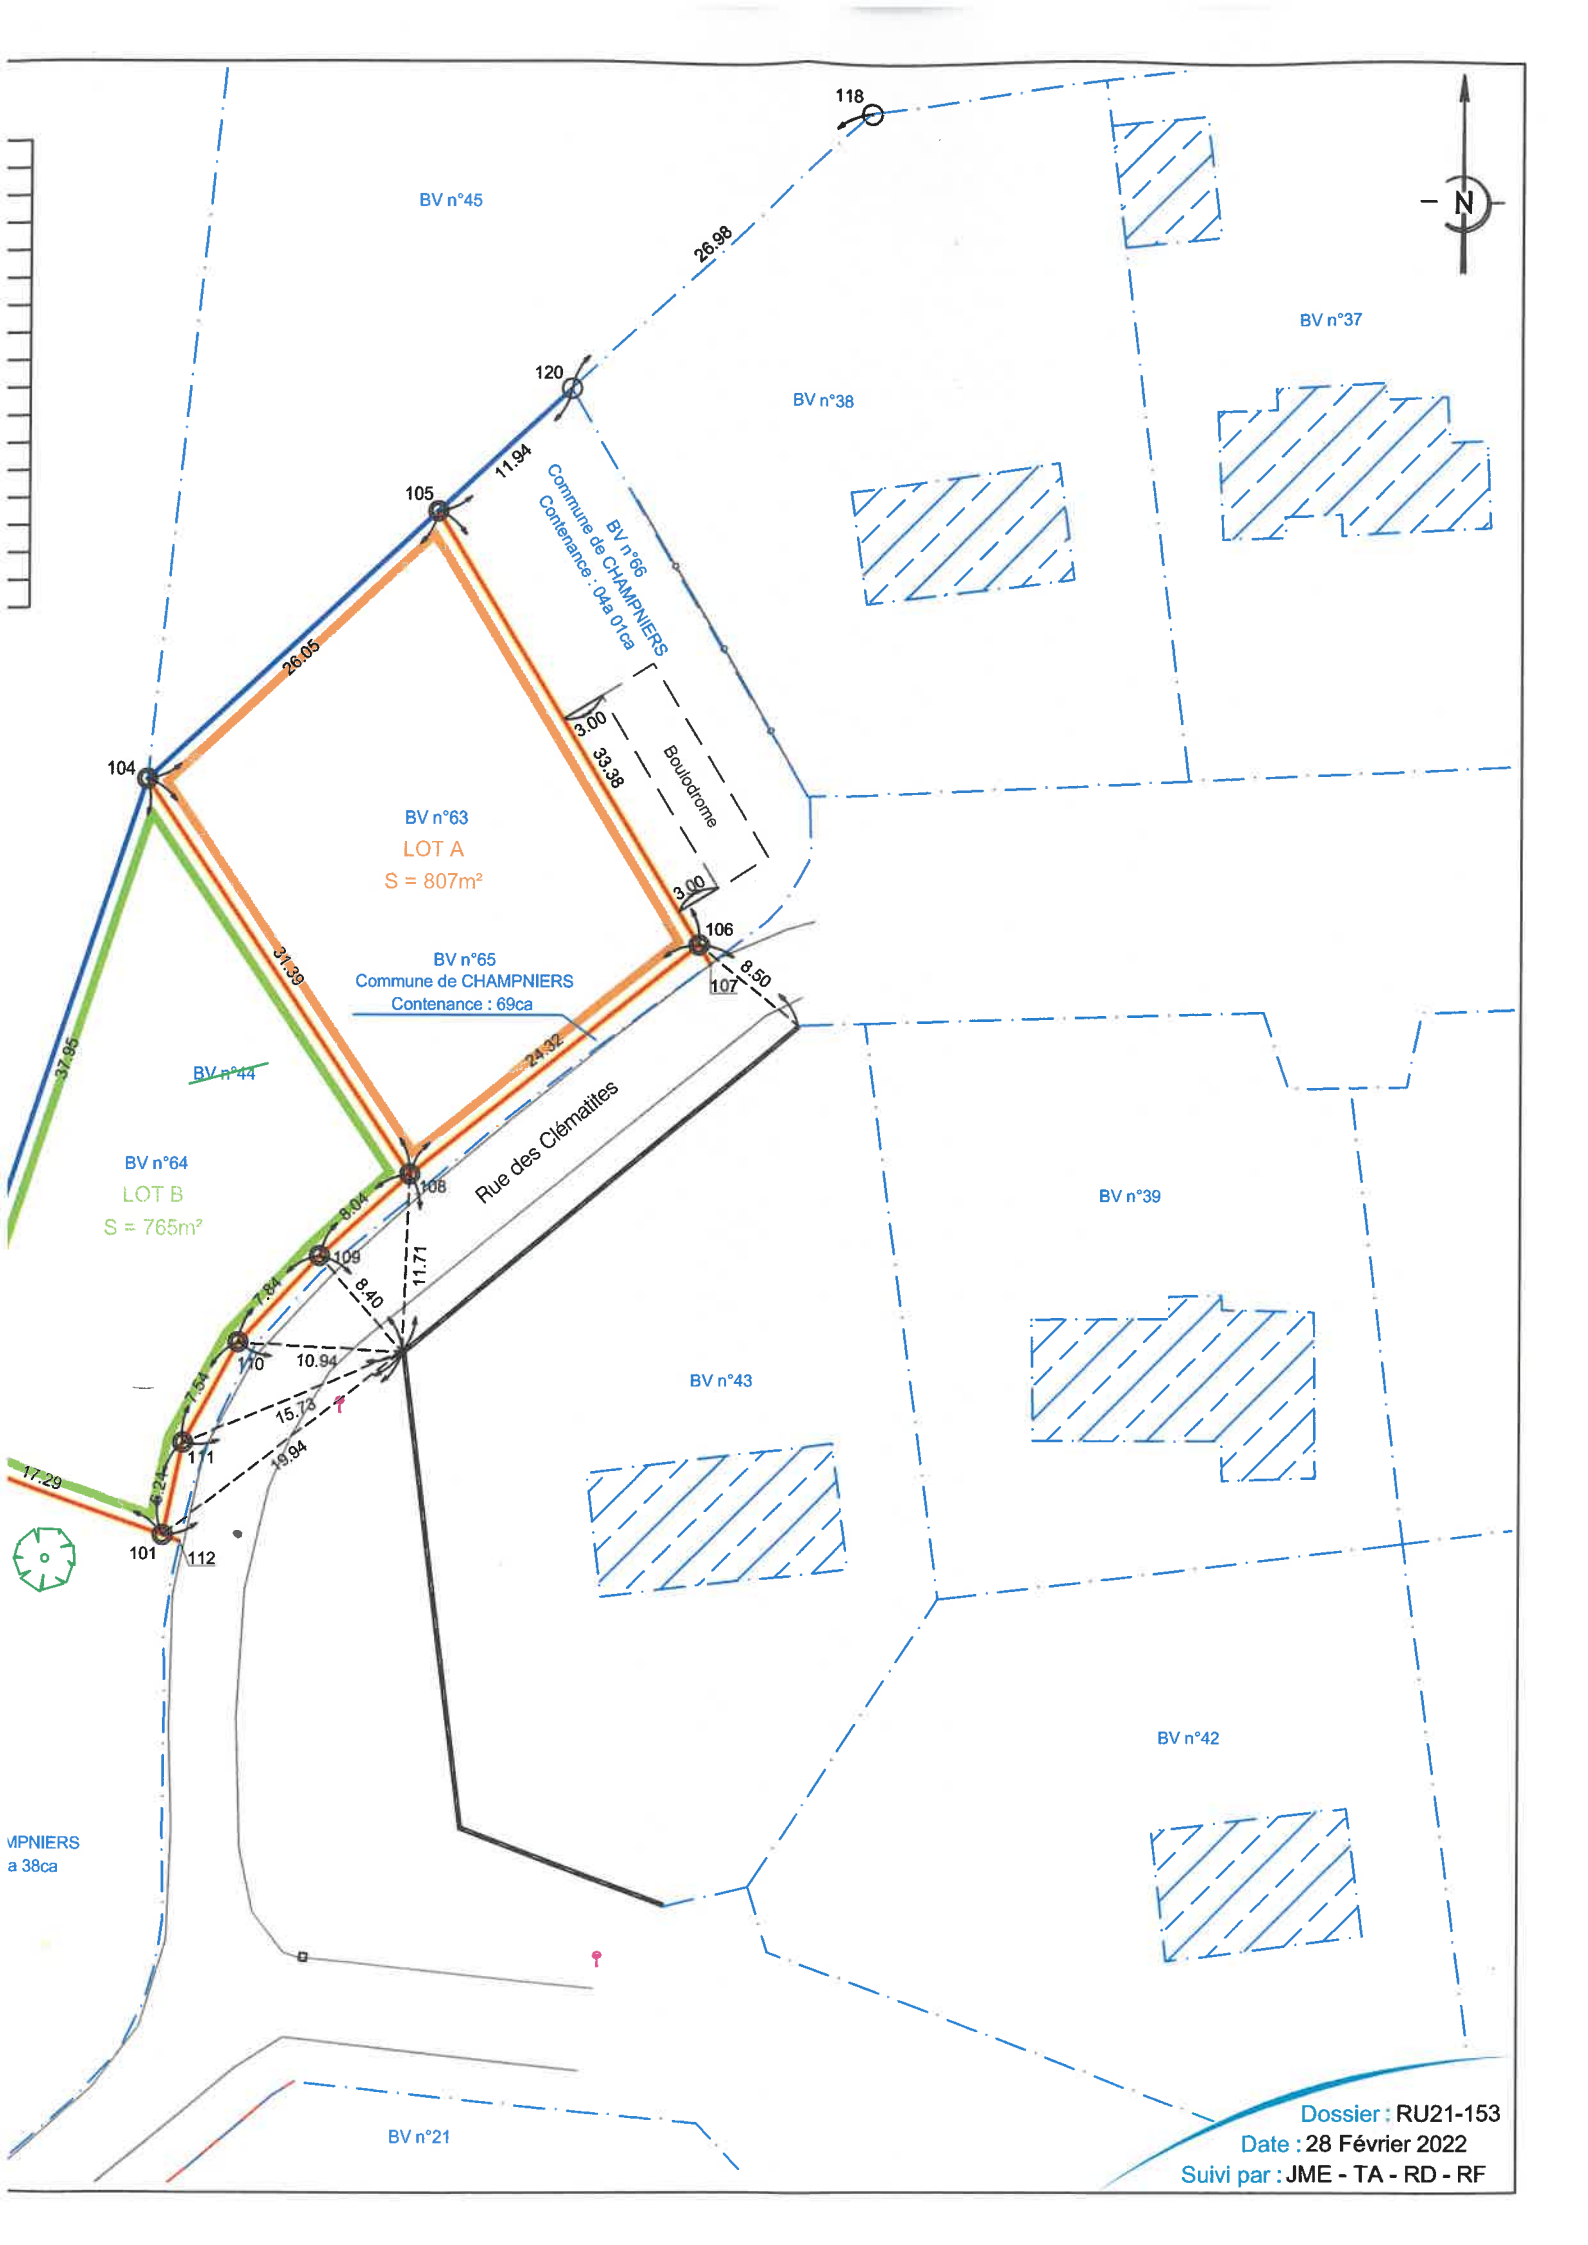 118
BV n°45
N
26.98
BV n°37
120
BV n°38
11.94
105
BV n°66
Commune de CHAMPNIERS
Contenance : 04a 01ca
26.05
3.00
33.38
Boulodrome
104
BV n°63
LOT A
S = 807m²
3.00
106
31.39
BV n°65
Commune de CHAMPNIERS
Contenance : 69ca
8.50
107
37.95
24.32
BV n°44
Rue des Clématites
BV n°64
LOT B
S = 765m²
108
BV n°39
8.04
109
11.71
8.40
7.84
110
10.94
BV n°43
7.54
15.73
111
19.94
17.29
6.24
101
112
BV n°42
MPNIERS
a 38ca
BV n°21
Dossier : RU21-153
Date : 28 Février 2022
Suivi par : JME - TA - RD - RF